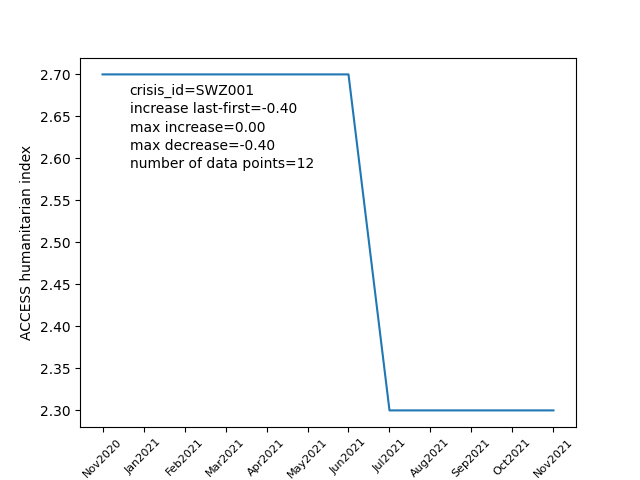 2.70
2.65
2.60
2.55
2.50
2.45
2.40
2.35
2.30
ACCESS humanitarian index
crisis_id=SWZ001
increase last-first=-0.40
max increase=0.00
max decrease=-0.40
number of data points=12
Nov2020
Jan2021
Feb2021
Mar2021
Apr2021
May2021
Jun2021
Jul2021
Aug2021
Sep2021
Oct2021
Nov2021